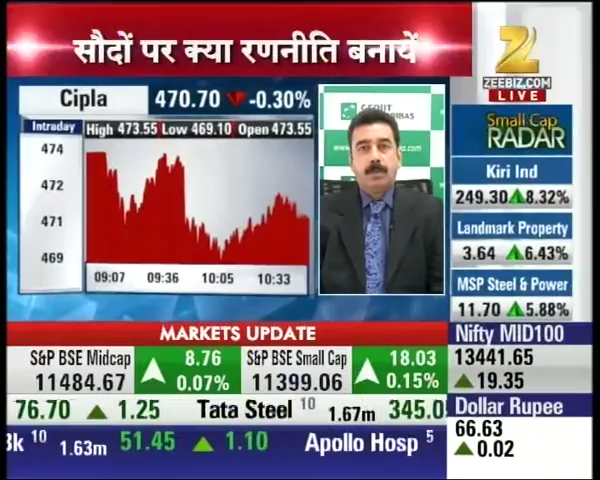 सौदों पर क्या रणनीति बनायें
ZEEBIZ.COM
LIVE
Cipla 470.70 -0.30%
Intraday High 473.55 Low 469.10 Open 473.55
474
472
471
469
09:07 09:36 10:05 10:33
Small Cap
RADAR
Kiri Ind
249.30 8.32%
Landmark Property
3.64 6.43%
MSP Steel & Power
11.70 5.88%
MARKETS UPDATE
S&P BSE Midcap 8.76
11484.67 0.07%
S&P BSE Small Cap 18.03
11399.06 0.15%
Nifty MID100
13441.65
19.35
Dollar Rupee
66.63
0.02
76.70 1.25 Tata Steel 10 1.67m 345.0
3k 10 1.63m 51.45 1.10 Apollo Hosp 5